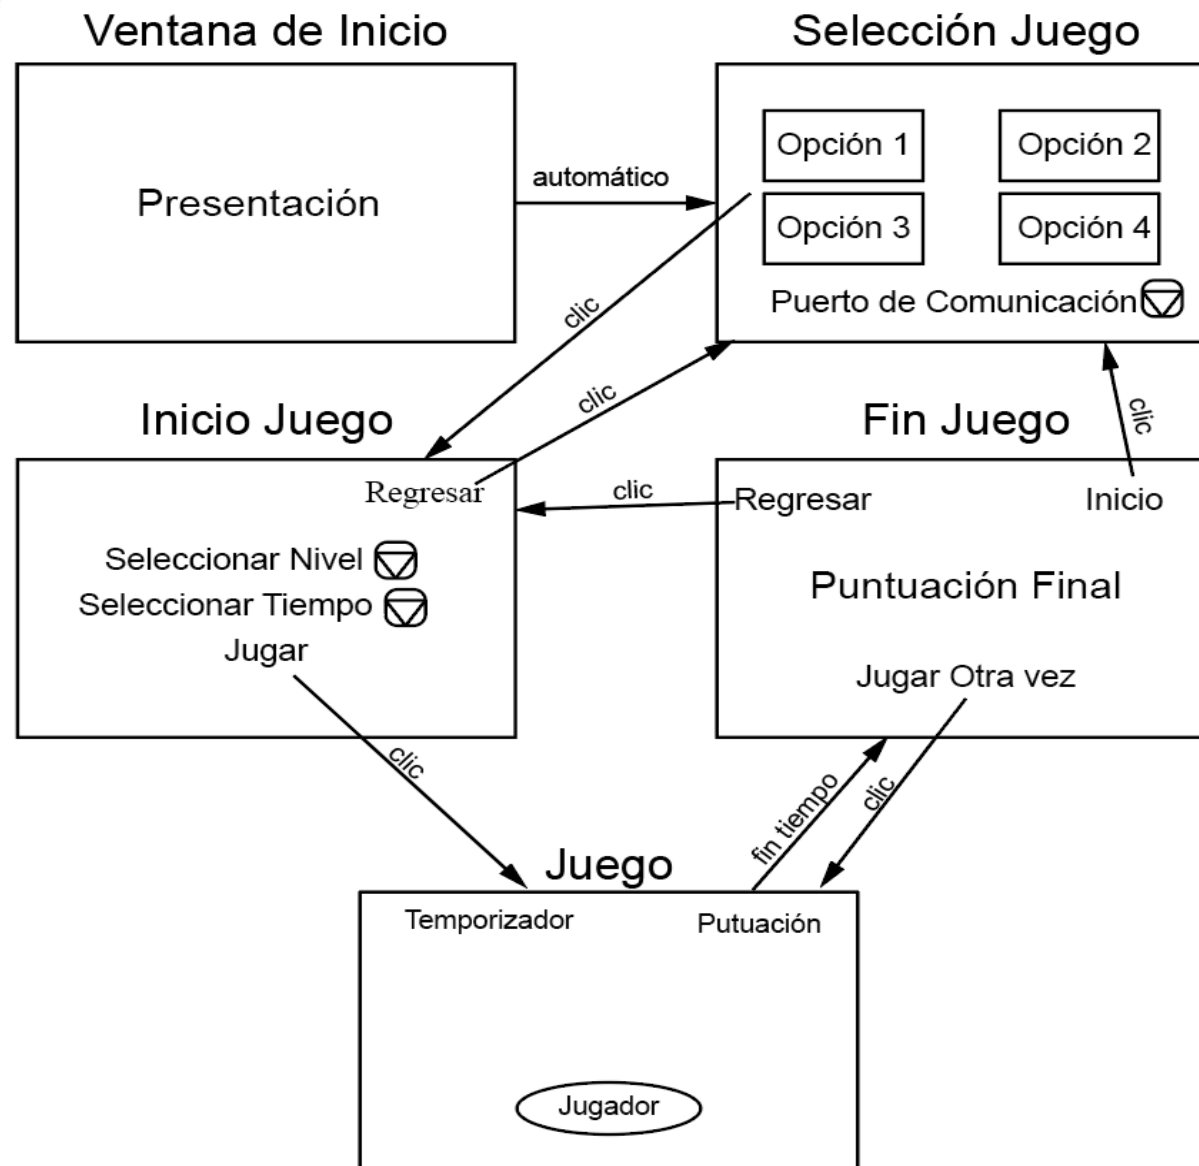 Ventana de Inicio
Selección Juego
Presentación
automático
Opción 1
Opción 2
Opción 3
Opción 4
Puerto de Comunicación
clic
clic
clic
Inicio Juego
Fin Juego
Regresar
clic
Regresar
Inicio
Seleccionar Nivel
Seleccionar Tiempo
Jugar
Puntuación Final
Jugar Otra vez
clic
fin tiempo
clic
Juego
Temporizador
Putuación
Jugador